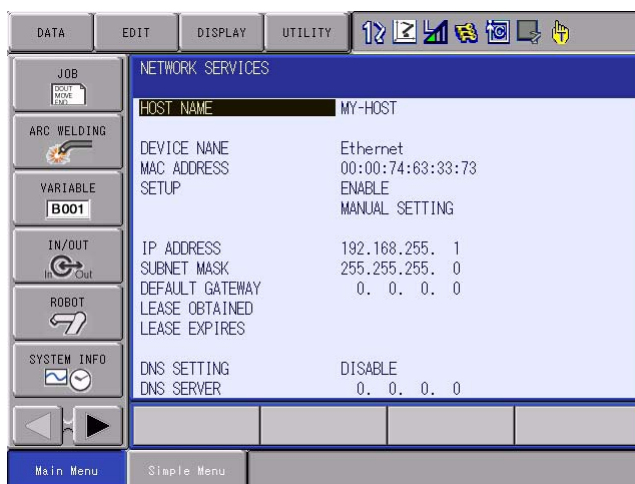 DATA EDIT DISPLAY UTILITY
JOB
DOUT
MOVE
END
ARC WELDING
VARIABLE
B001
IN/OUT
In Out
ROBOT
SYSTEM INFO
NETWORK SERVICES
HOST NAME MY-HOST
DEVICE NANE Ethernet
MAC ADDRESS 00:00:74:63:33:73
SETUP ENABLE
MANUAL SETTING
IP ADDRESS 192.168.255. 1
SUBNET MASK 255.255.255. 0
DEFAULT GATEWAY 0. 0. 0. 0
LEASE OBTAINED
LEASE EXPIRES
DNS SETTING DISABLE
DNS SERVER 0. 0. 0. 0
Main Menu Simple Menu